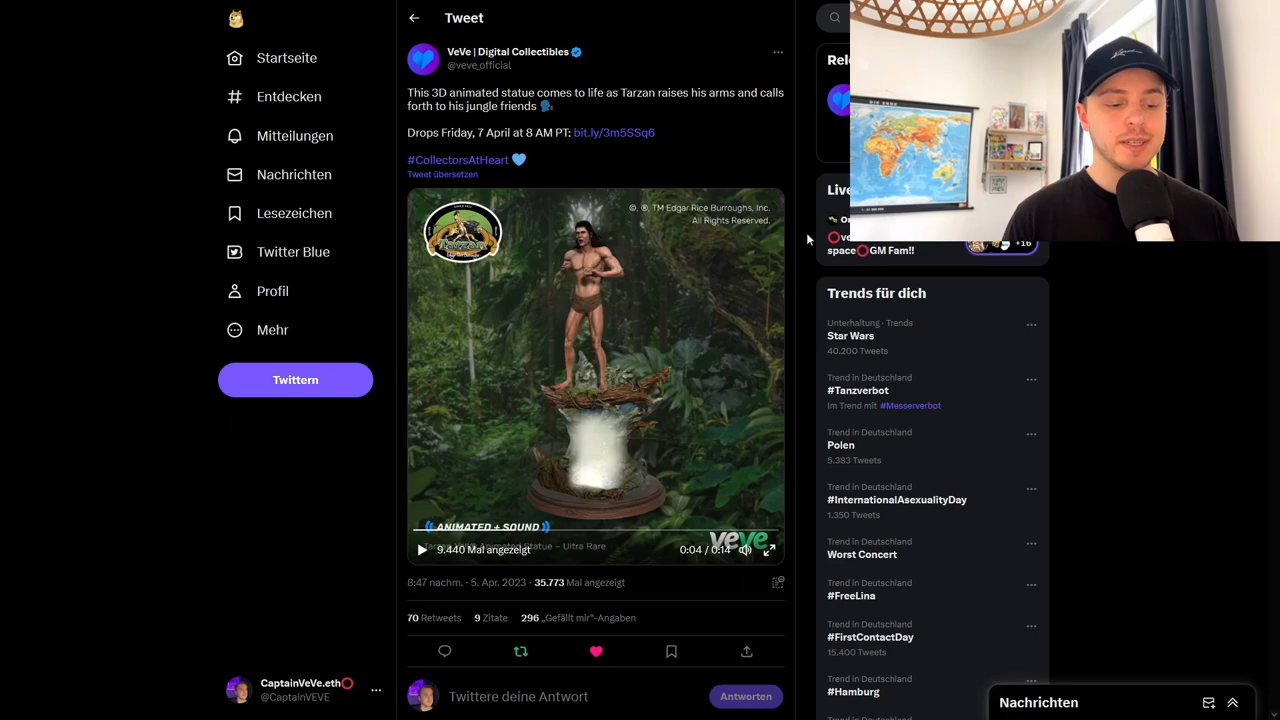 Tweet
Startseite
Entdecken
Mitteilungen
Nachrichten
Lesezeichen
Twitter Blue
Profil
Mehr
Twittern
CaptainVeVe.eth⭕
@CaptainVEVE
VeVe | Digital Collectibles
@veve_official
This 3D animated statue comes to life as Tarzan raises his arms and calls
forth to his jungle friends 🗣
Drops Friday, 7 April at 8 AM PT: bit.ly/3m5SSq6
#CollectorsAtHeart 💙
Tweet übersetzen
©, ®, TM Edgar Rice Burroughs, Inc.
All Rights Reserved.
Tarzan
ANIMATED + SOUND
veve
9.440 Mal angezeigt
0:04 / 0:14
8:47 nachm. · 5. Apr. 2023 · 35.773 Mal angezeigt
70 Retweets 9 Zitate 296 „Gefällt mir"-Angaben
Twittere deine Antwort
Antworten
Rele
Live
space⭕GM Fam!!
+16
Trends für dich
Unterhaltung · Trends
Star Wars
40.200 Tweets
Trend in Deutschland
#Tanzverbot
Im Trend mit #Messerverbot
Trend in Deutschland
Polen
5.383 Tweets
Trend in Deutschland
#InternationalAsexualityDay
1.350 Tweets
Trend in Deutschland
Worst Concert
Trend in Deutschland
#FreeLina
Trend in Deutschland
#FirstContactDay
15.400 Tweets
Trend in Deutschland
#Hamburg
Nachrichten
DIE ERDE